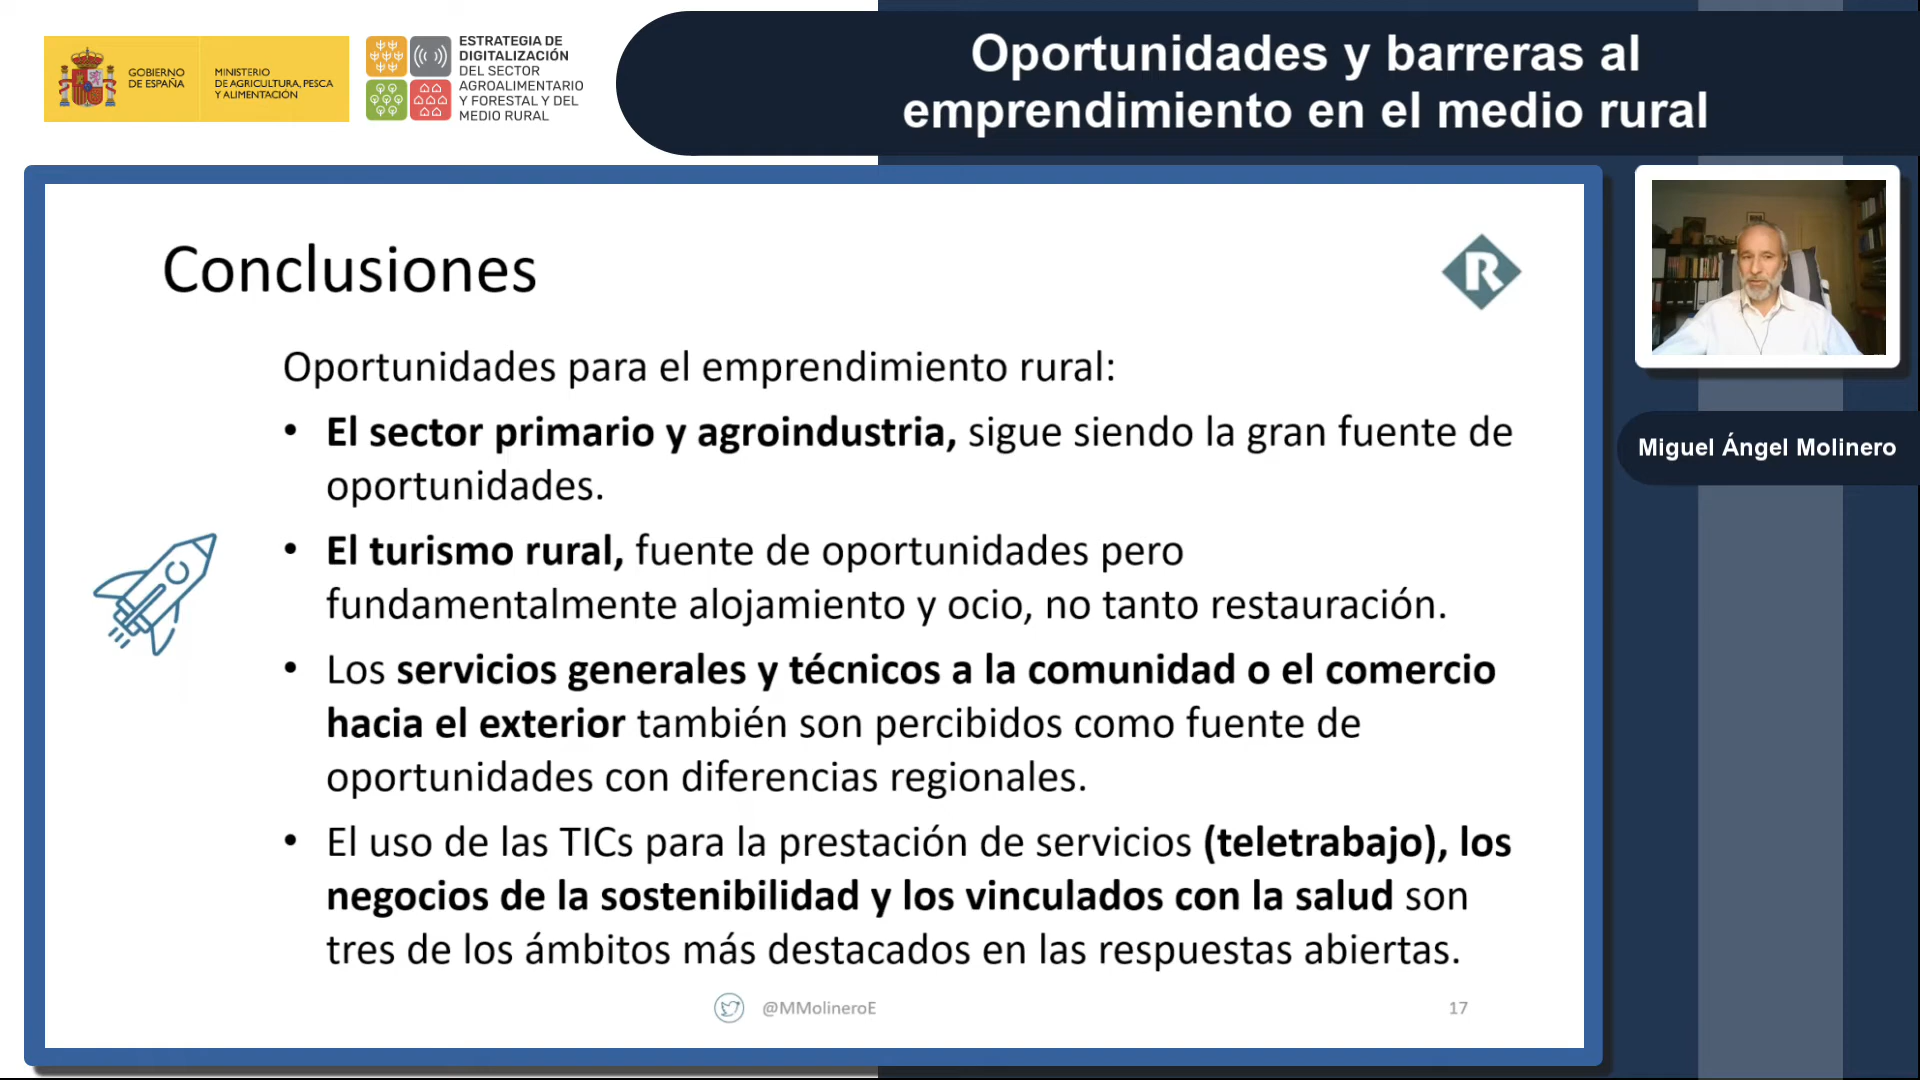 GOBIERNO
DE ESPAÑA
MINISTERIO
DE AGRICULTURA, PESCA
Y ALIMENTACIÓN
ESTRATEGIA DE
DIGITALIZACIÓN
DEL SECTOR
AGROALIMENTARIO
Y FORESTAL Y DEL
MEDIO RURAL
Oportunidades y barreras al
emprendimiento en el medio rural
Conclusiones
R
Oportunidades para el emprendimiento rural:
• El sector primario y agroindustria, sigue siendo la gran fuente de
oportunidades.
• El turismo rural, fuente de oportunidades pero
fundamentalmente alojamiento y ocio, no tanto restauración.
• Los servicios generales y técnicos a la comunidad o el comercio
hacia el exterior también son percibidos como fuente de
oportunidades con diferencias regionales.
• El uso de las TICs para la prestación de servicios (teletrabajo), los
negocios de la sostenibilidad y los vinculados con la salud son
tres de los ámbitos más destacados en las respuestas abiertas.
@MMolineroE
17
Miguel Ángel Molinero